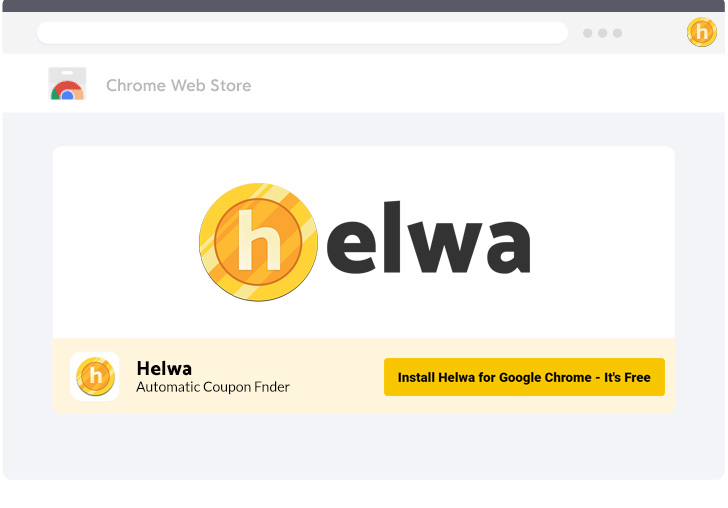 h
Chrome Web Store
helwa
h
Helwa
Automatic Coupon Fnder
Install Helwa for Google Chrome - It's Free